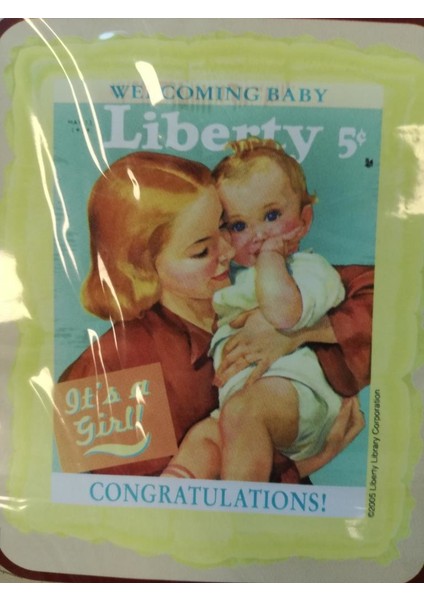 WELCOMING BABY
Liberty 5¢
It's a
Girl!
©2005 Liberty Library Corporation
CONGRATULATIONS!